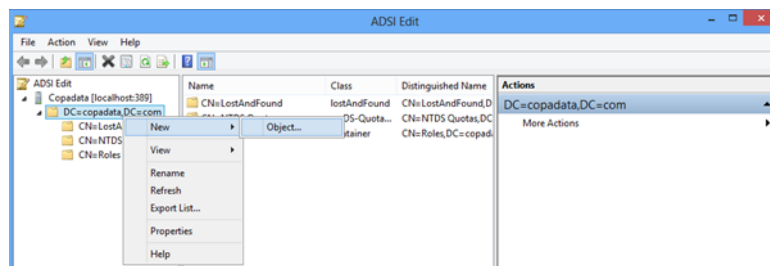 ADSI Edit
File Action View Help
ADSI Edit
Copadata [localhost:389]
DC=copadata,DC=com
CN=LostA
CN=NTDS
CN=Roles
Name Class Distinguished Name
CN=LostAndFound lostAndFound CN=LostAndFound,D
DS-Quota... CN=NTDS Quotas,DC
ntainer CN=Roles,DC=copad
New
Object...
View
Rename
Refresh
Export List...
Properties
Help
Actions
DC=copadata,DC=com
More Actions